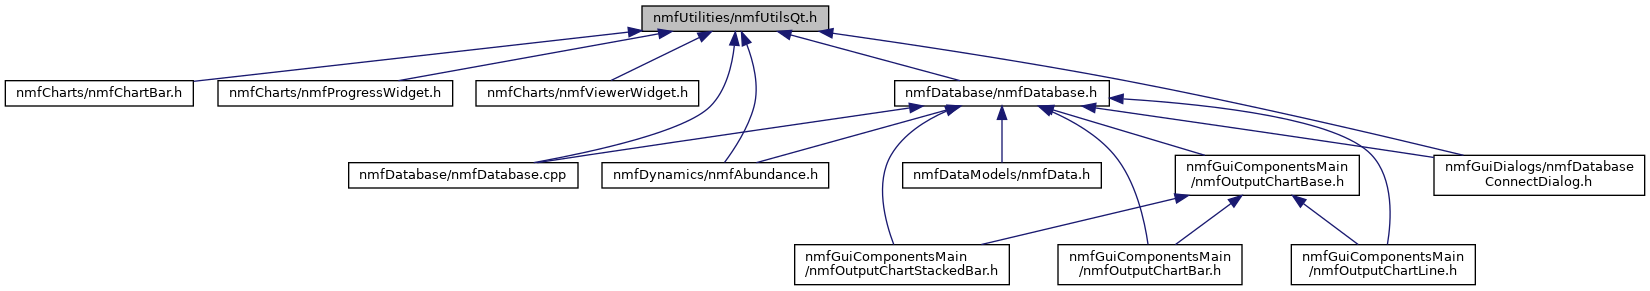 nmfUtilities/nmfUtilsQt.h
nmfCharts/nmfChartBar.h
nmfCharts/nmfProgressWidget.h
nmfCharts/nmfViewerWidget.h
nmfDatabase/nmfDatabase.h
nmfDatabase/nmfDatabase.cpp
nmfDynamics/nmfAbundance.h
nmfDataModels/nmfData.h
nmfGuiComponentsMain
/nmfOutputChartBase.h
nmfGuiDialogs/nmfDatabase
ConnectDialog.h
nmfGuiComponentsMain
/nmfOutputChartStackedBar.h
nmfGuiComponentsMain
/nmfOutputChartBar.h
nmfGuiComponentsMain
/nmfOutputChartLine.h